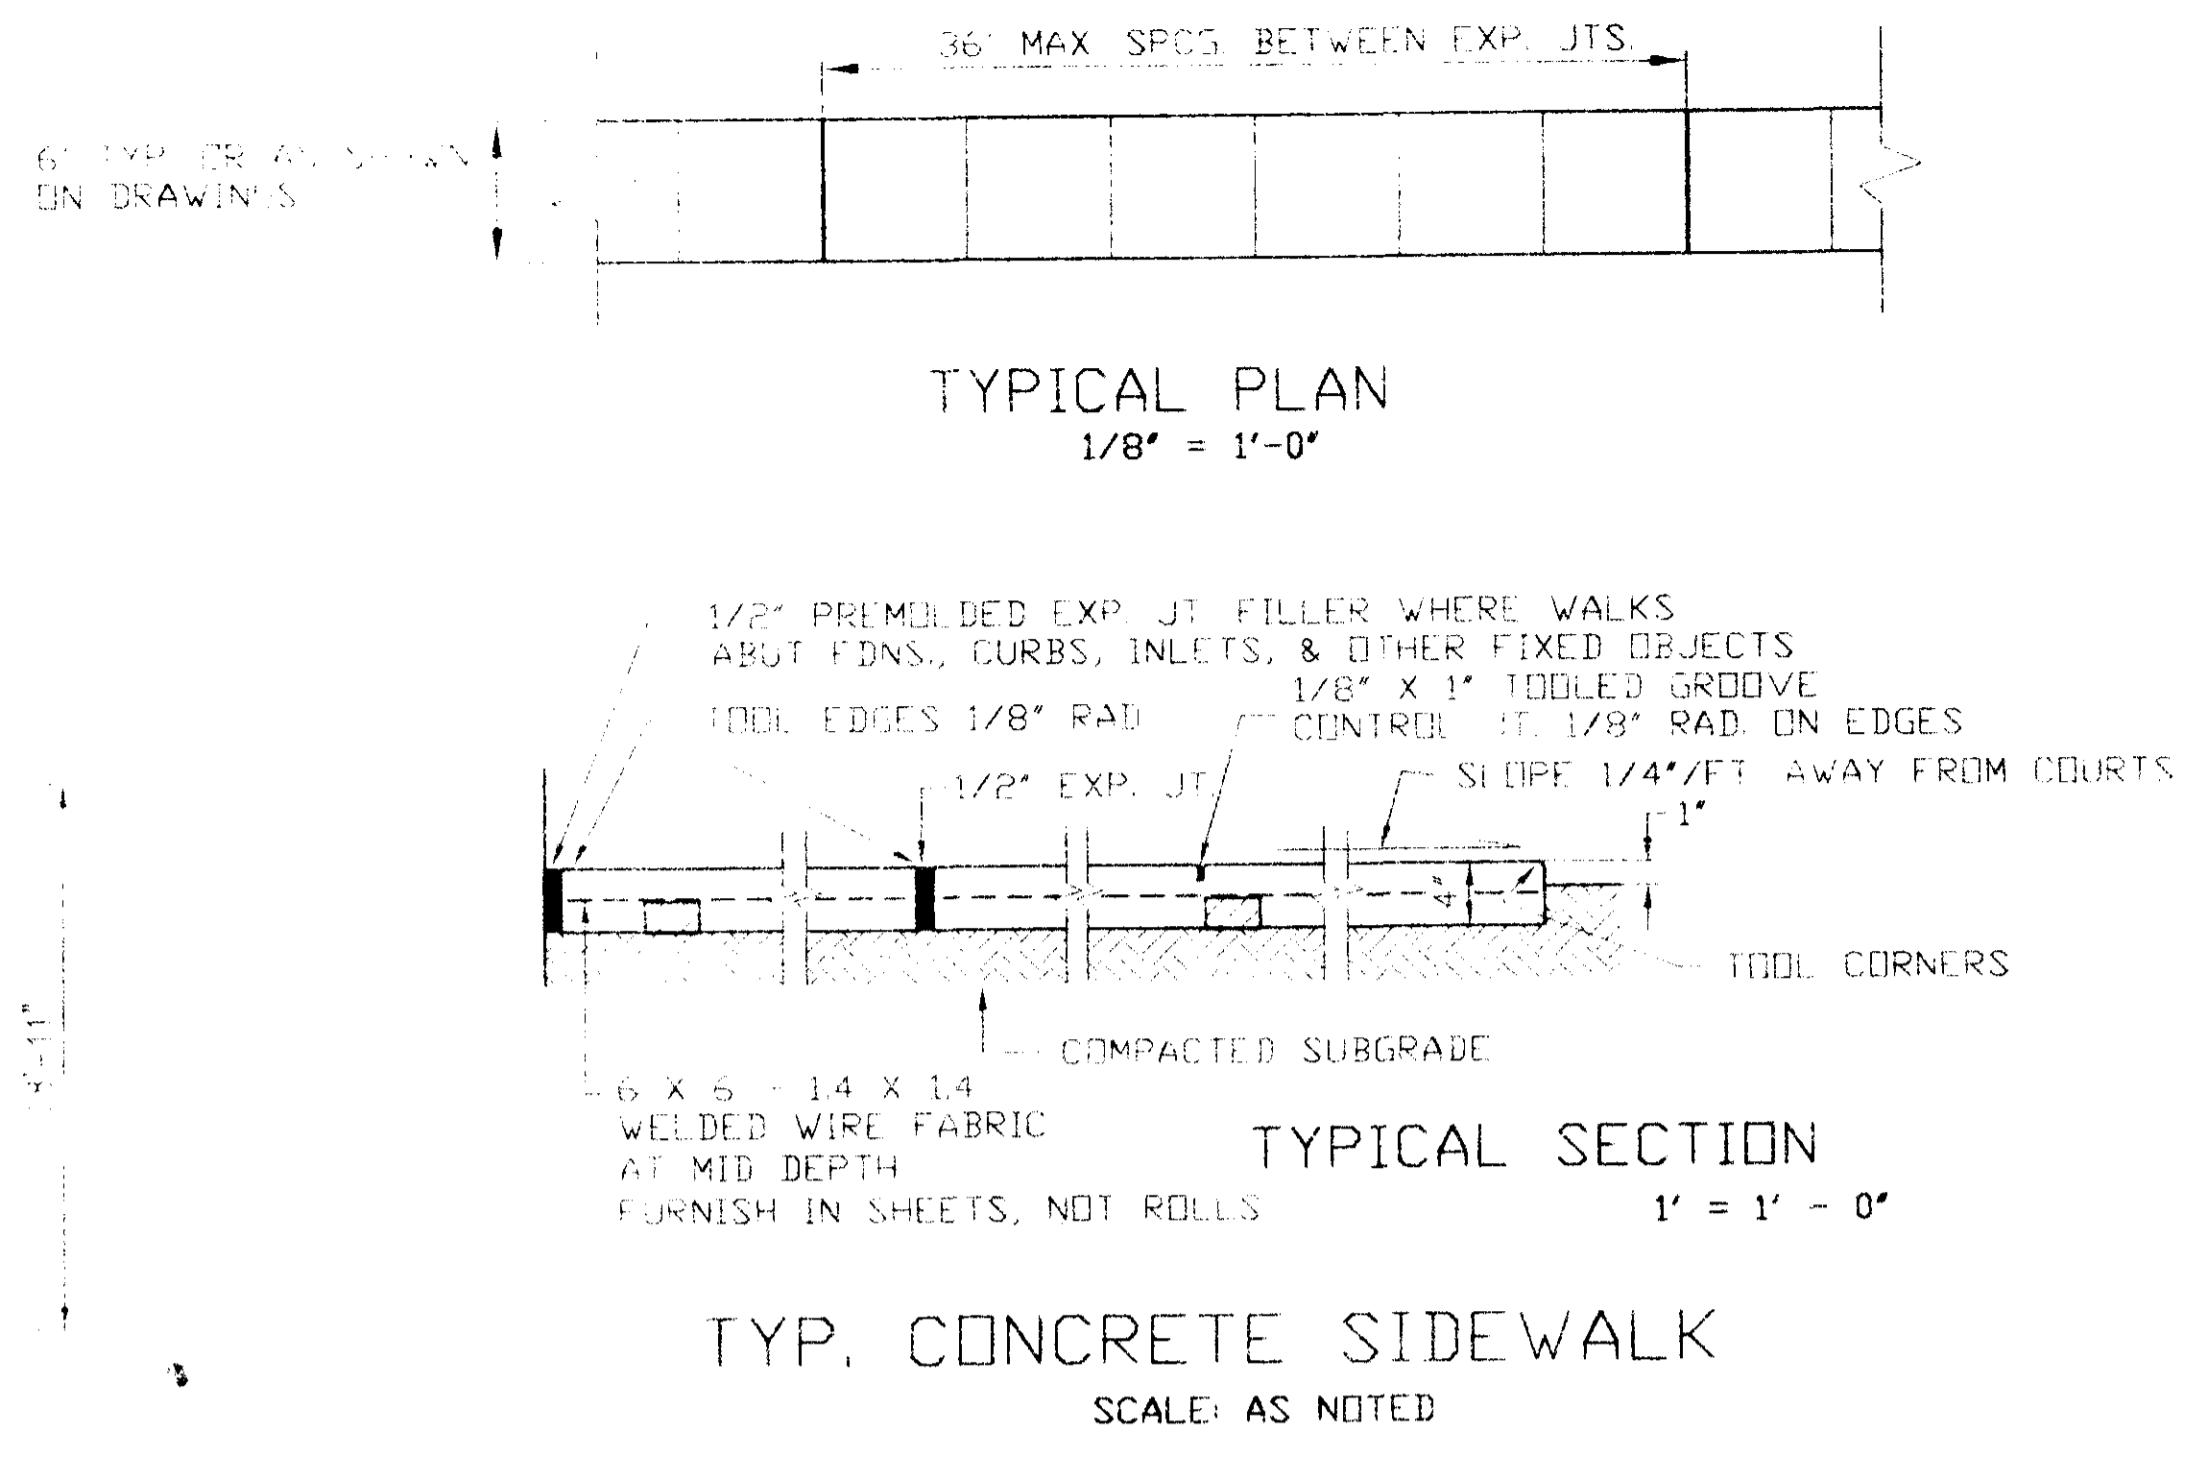 36' MAX SPCG. BETWEEN EXP. JTS.
6' TYP. OR AS SHOWN
ON DRAWINGS
TYPICAL PLAN
1/8" = 1'-0"
1/2" PREMOLDED EXP. JT FILLER WHERE WALKS
ABUT FDNS., CURBS, INLETS, & OTHER FIXED OBJECTS
1/8" X 1" TOOLED GROOVE
CONTROL JT. 1/8" RAD. ON EDGES
TOOL EDGES 1/8" RAD
1/2" EXP. JT.
SLOPE 1/4"/FT AWAY FROM COURTS
1"
4"
TOOL CORNERS
COMPACTED SUBGRADE
6 X 6 - 1.4 X 1.4
WELDED WIRE FABRIC
AT MID DEPTH
FURNISH IN SHEETS, NOT ROLLS
TYPICAL SECTION
1' = 1' - 0"
TYP. CONCRETE SIDEWALK
SCALE: AS NOTED